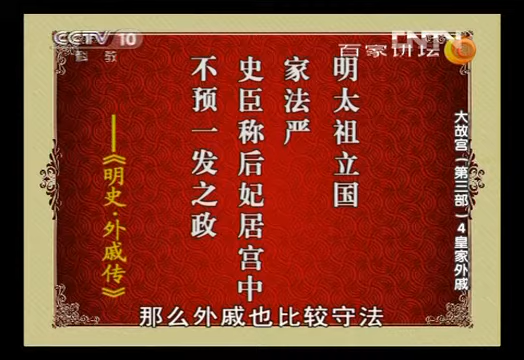 CCTV 10
科教
CNTV
百家讲坛
明太祖立国
家法严
史臣称后妃居宫中
不预一发之政
——《明史·外戚传》
大故宫（第三部）4皇家外戚
那么外戚也比较守法